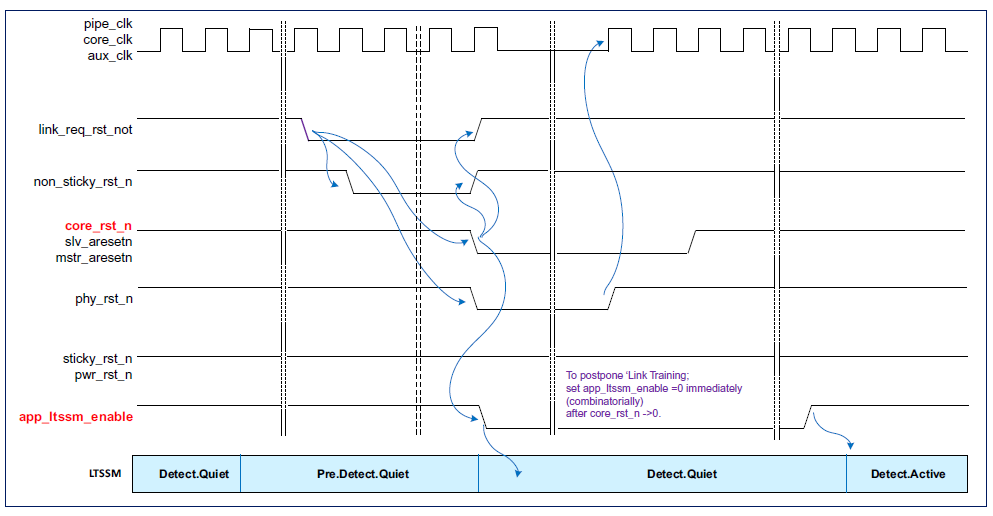 pipe_clk
core_clk
aux_clk
link_req_rst_not
non_sticky_rst_n
core_rst_n
slv_aresetn
mstr_aresetn
phy_rst_n
sticky_rst_n
pwr_rst_n
To postpone ‘Link Training;
set app_ltssm_enable =0 immediately
(combinatorially)
after core_rst_n ->0.
app_ltssm_enable
LTSSM
Detect.Quiet
Pre.Detect.Quiet
Detect.Quiet
Detect.Active